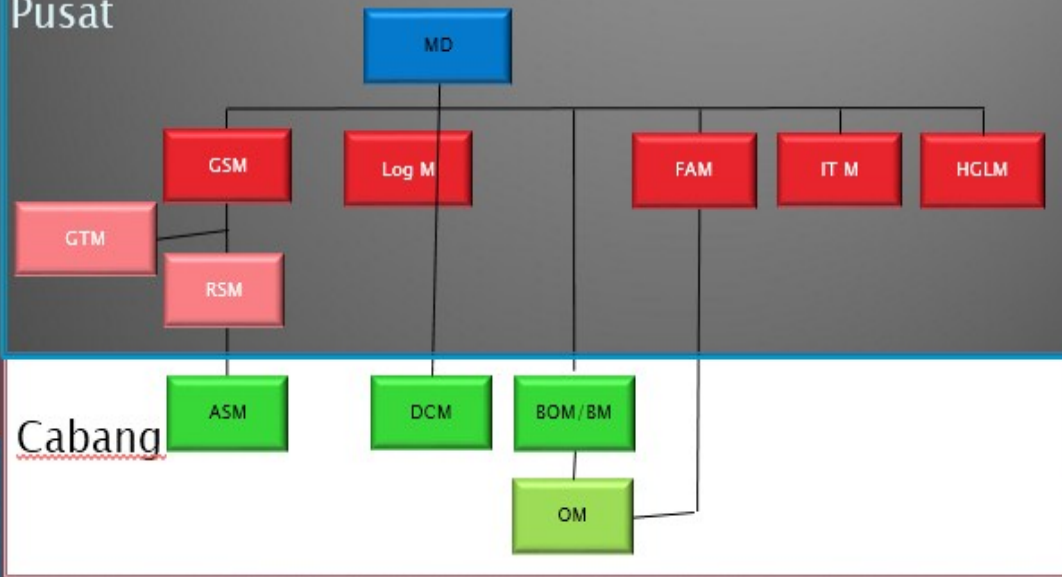 Pusat
MD
GSM
Log M
FAM
IT M
HGLM
GTM
RSM
ASM
DCM
BOM/BM
Cabang
OM